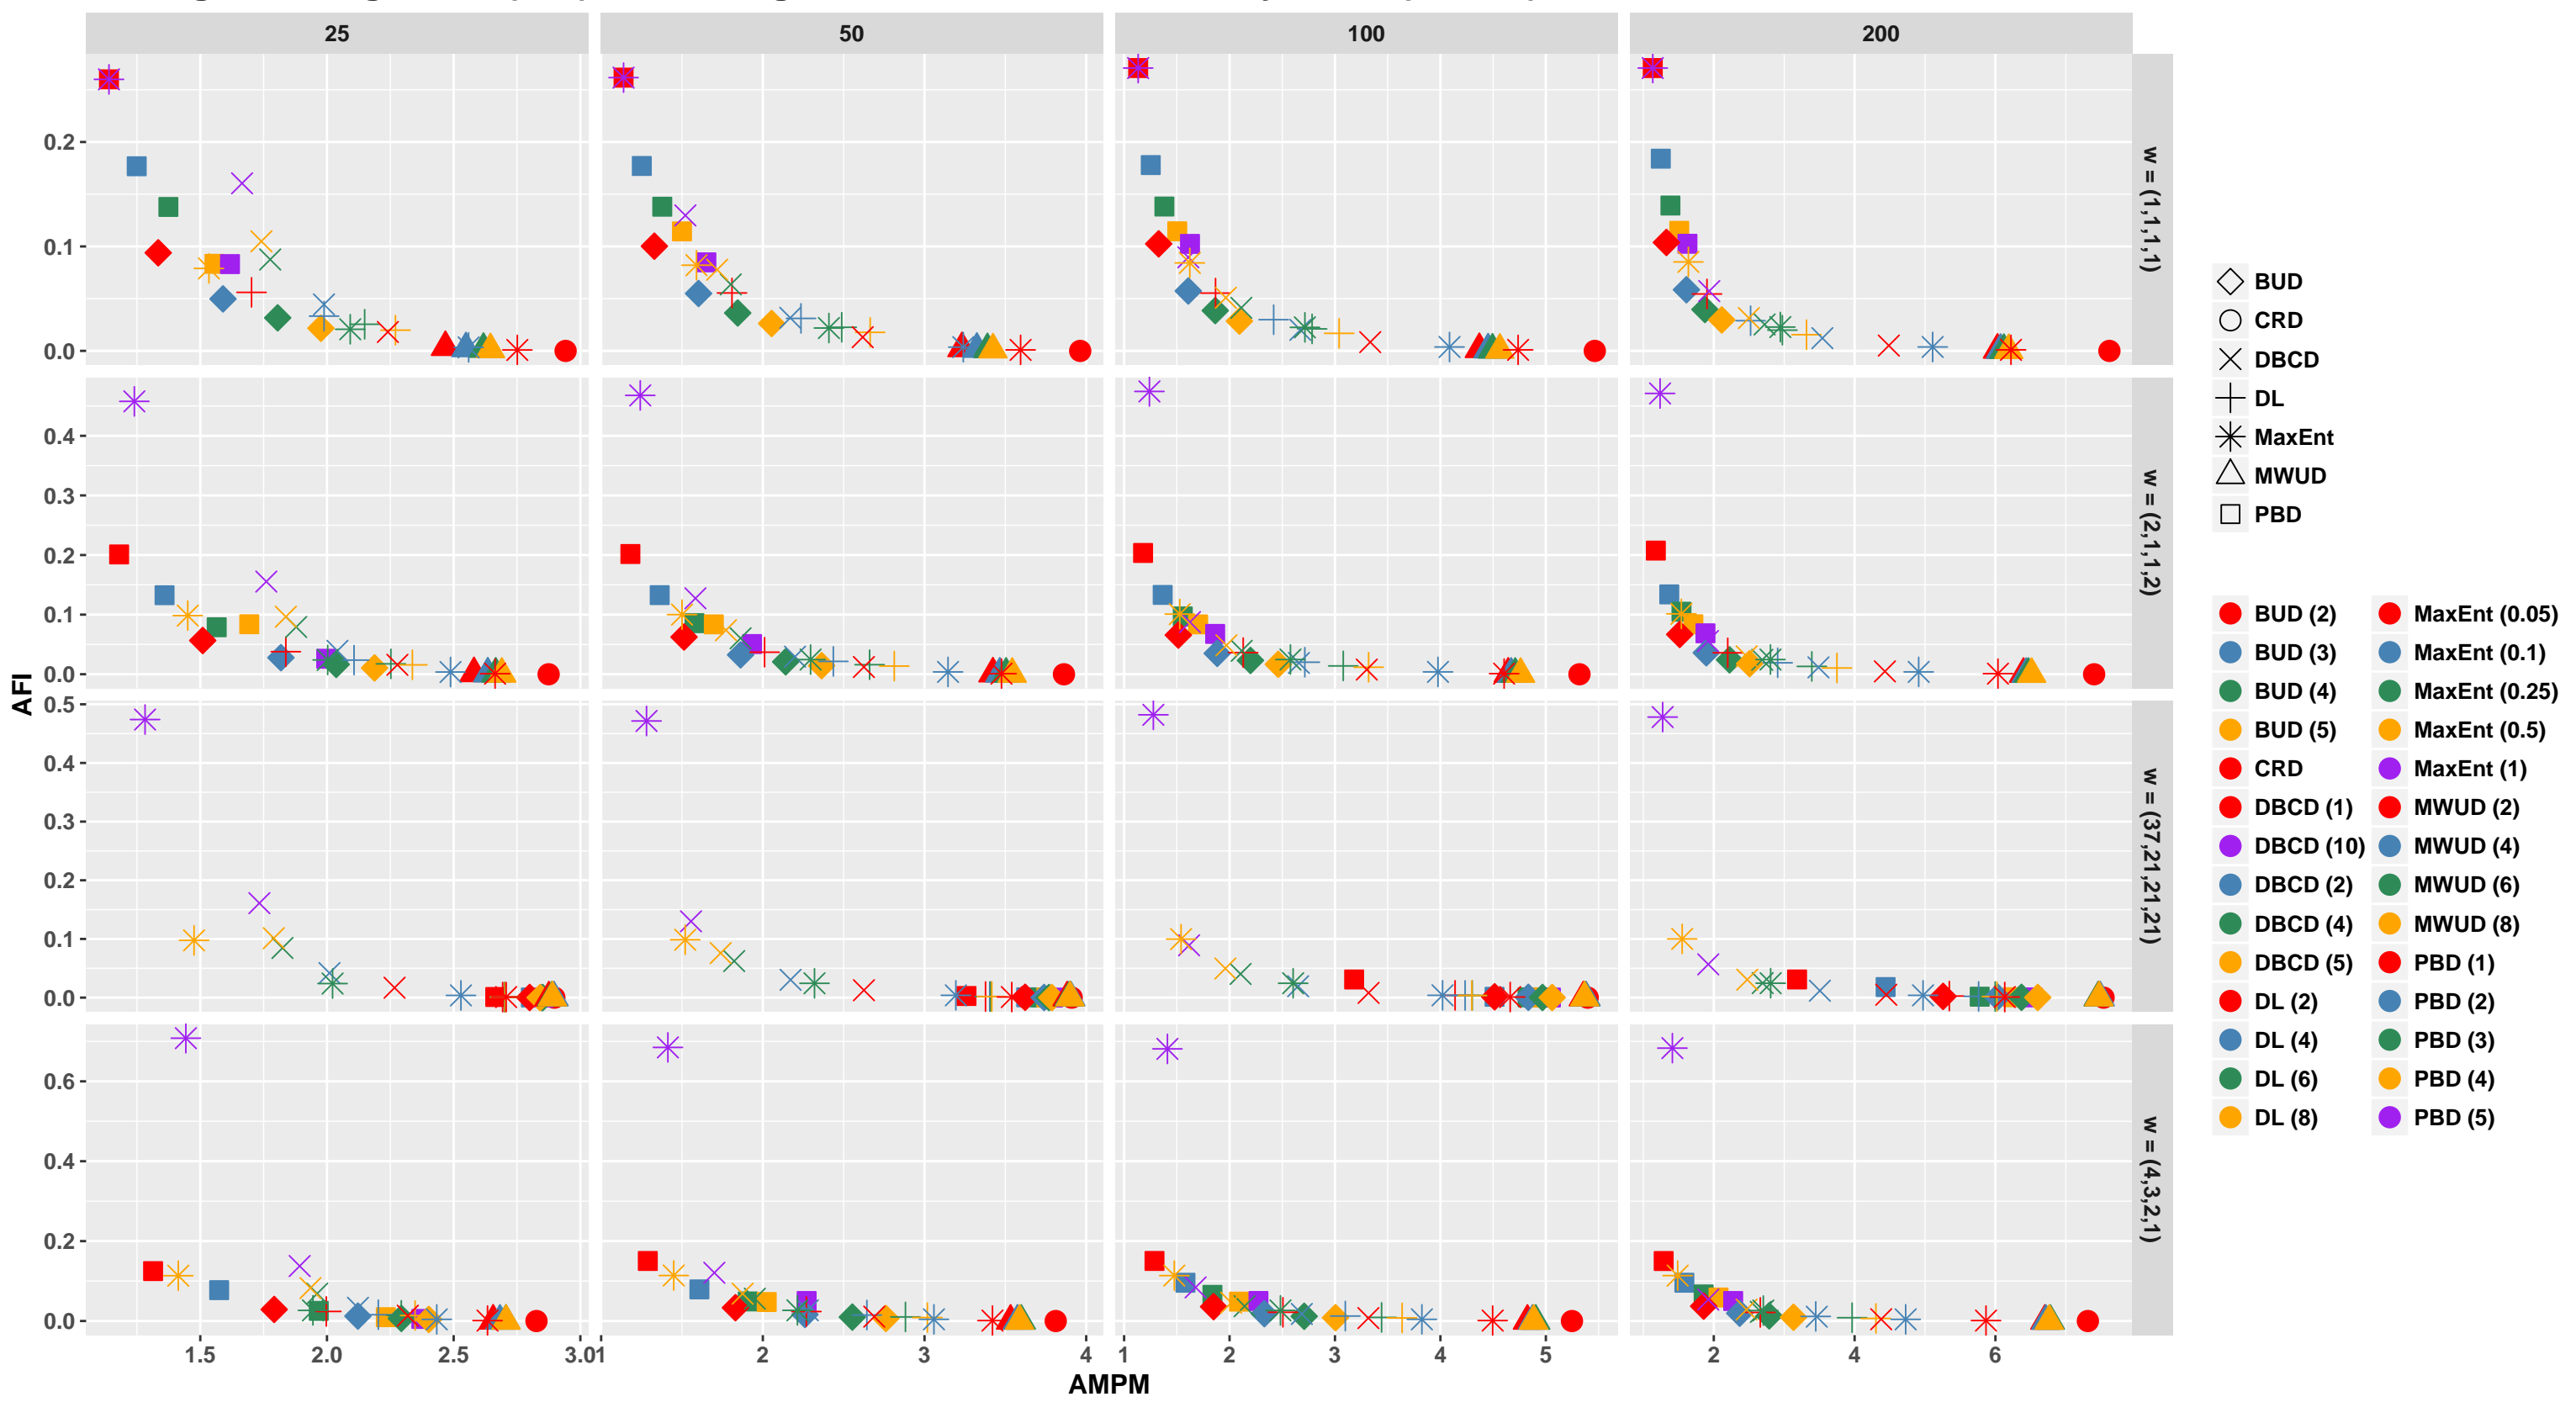 25 50 100 200
0.2
0.1
0.0
w = (1,1,1,1)
0.4
0.3
0.2
0.1
0.0
w = (2,1,1,2)
0.5
0.4
0.3
0.2
0.1
0.0
w = (37,21,21,21)
0.6
0.4
0.2
0.0
w = (4,3,2,1)
AFI
1.5 2.0 2.5 3.0 1 2 3 4 1 2 3 4 5 2 4 6
AMPM
BUD
CRD
DBCD
DL
MaxEnt
MWUD
PBD
BUD (2) MaxEnt (0.05)
BUD (3) MaxEnt (0.1)
BUD (4) MaxEnt (0.25)
BUD (5) MaxEnt (0.5)
CRD MaxEnt (1)
DBCD (1) MWUD (2)
DBCD (10) MWUD (4)
DBCD (2) MWUD (6)
DBCD (4) MWUD (8)
DBCD (5) PBD (1)
DL (2) PBD (2)
DL (4) PBD (3)
DL (6) PBD (4)
DL (8) PBD (5)